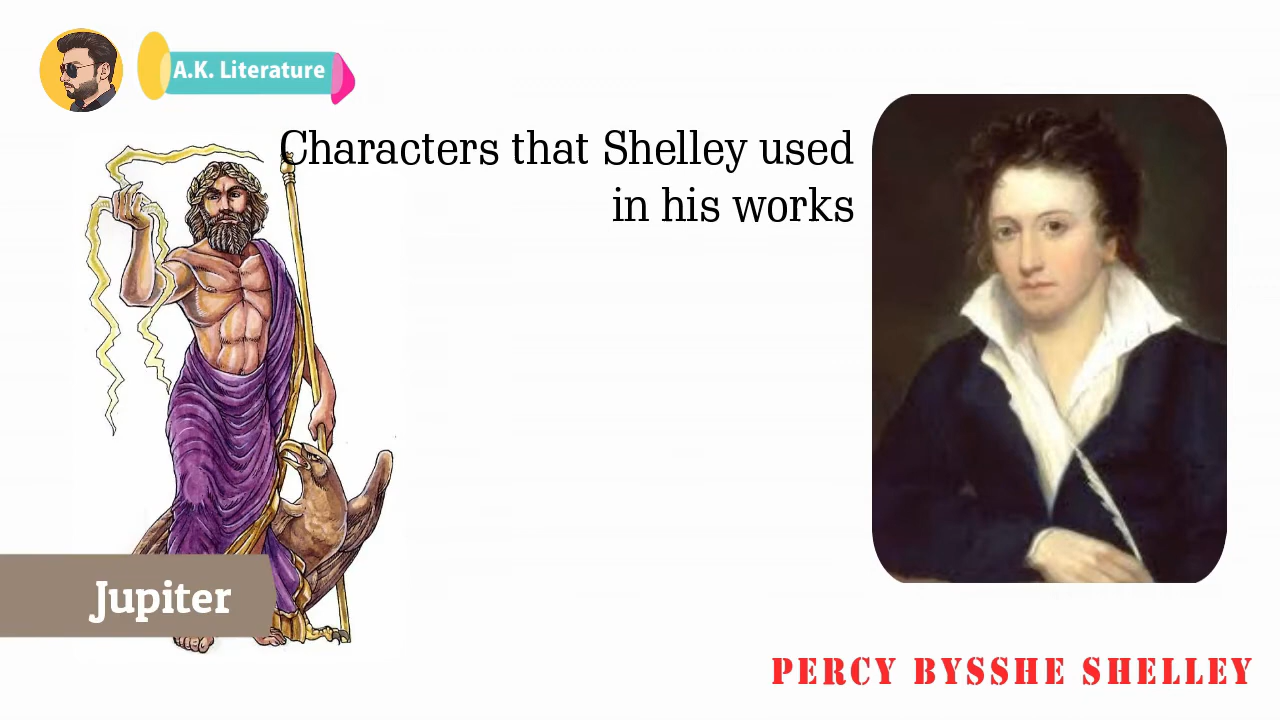 A.K. Literature
Characters that Shelley used
in his works
Jupiter
PERCY BYSSHE SHELLEY